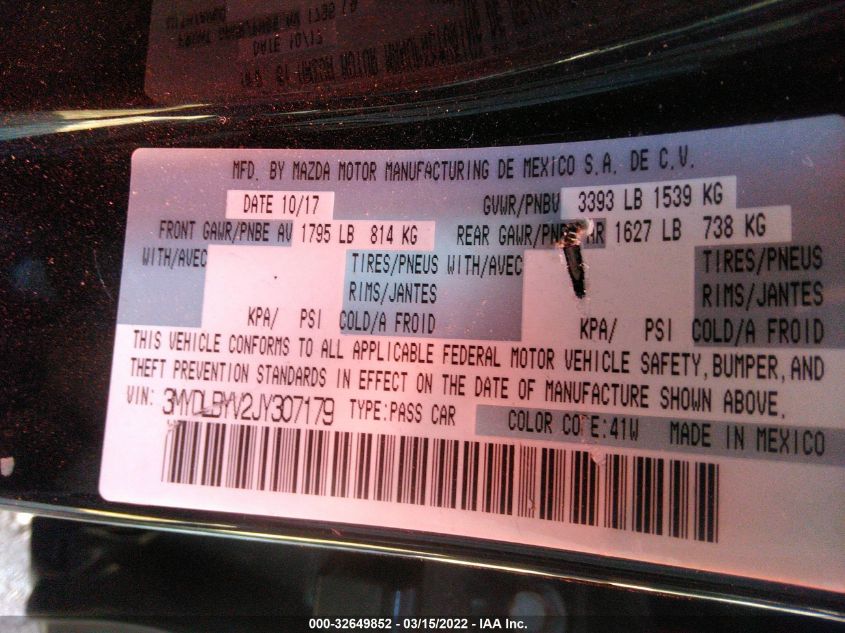 MFD. BY MAZDA MOTOR MANUFACTURING DE MEXICO S.A. DE C.V.
DATE 10/17 GVWR/PNBV 3393 LB 1539 KG
FRONT GAWR/PNBE AV 1795 LB 814 KG REAR 1627 LB 738 KG
WITH/AVEC TIRES/PNEUS WITH/AVEC TIRES/PNEUS
RIMS/JANTES RIMS/JANTES
KPA/ PSI COLD/A FROID KPA/ PSI COLD/A FROID
THIS VEHICLE CONFORMS TO ALL APPLICABLE FEDERAL MOTOR VEHICLE SAFETY, BUMPER, AND
THEFT PREVENTION STANDARDS IN EFFECT ON THE DATE OF MANUFACTURE SHOWN ABOVE.
VIN: 3MYDLBYV2JY307179 TYPE:PASS CAR COLOR CODE:41W MADE IN MEXICO
000-32649852 — 03/15/2022 — IAA Inc.